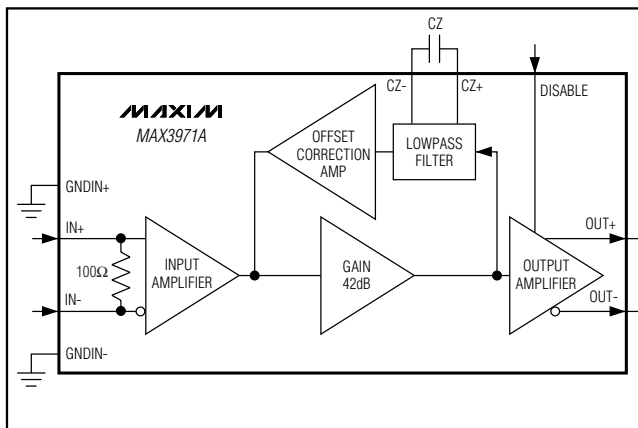 CZ
CZ-
CZ+
DISABLE
MAXIM
MAX3971A
OFFSET
CORRECTION
AMP
LOWPASS
FILTER
GNDIN+
IN+
OUT+
100Ω
INPUT
AMPLIFIER
GAIN
42dB
OUTPUT
AMPLIFIER
IN-
OUT-
GNDIN-